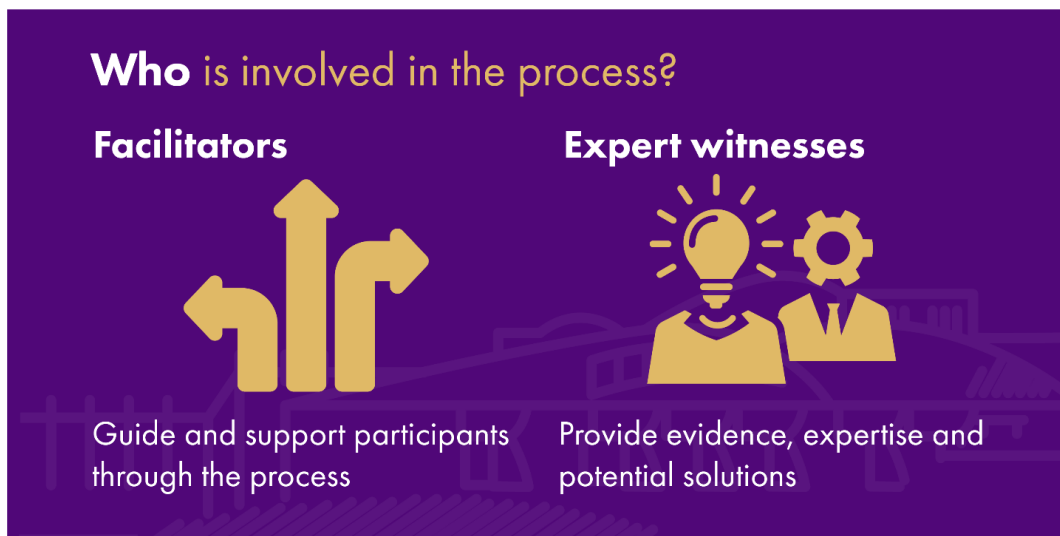 Who is involved in the process?
Facilitators
Guide and support participants
through the process
Expert witnesses
Provide evidence, expertise and
potential solutions